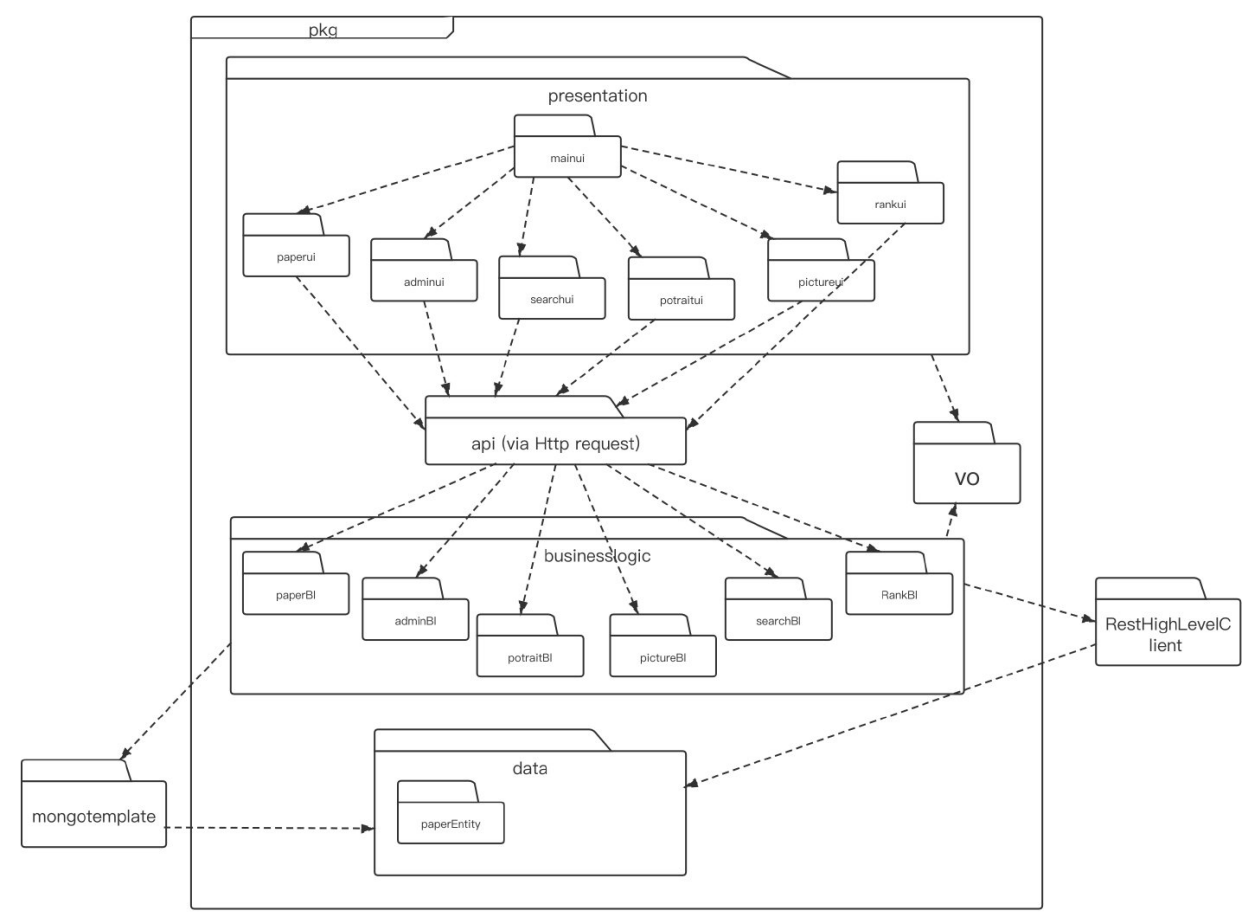 pkg
presentation
mainui
rankui
paperui
adminui
searchui
potraitui
pictureui
api (via Http request)
VO
businesslogic
paperBl
adminBl
potraitBl
pictureBl
searchBl
RankBl
RestHighLevelC
lient
mongotemplate
data
paperEntity